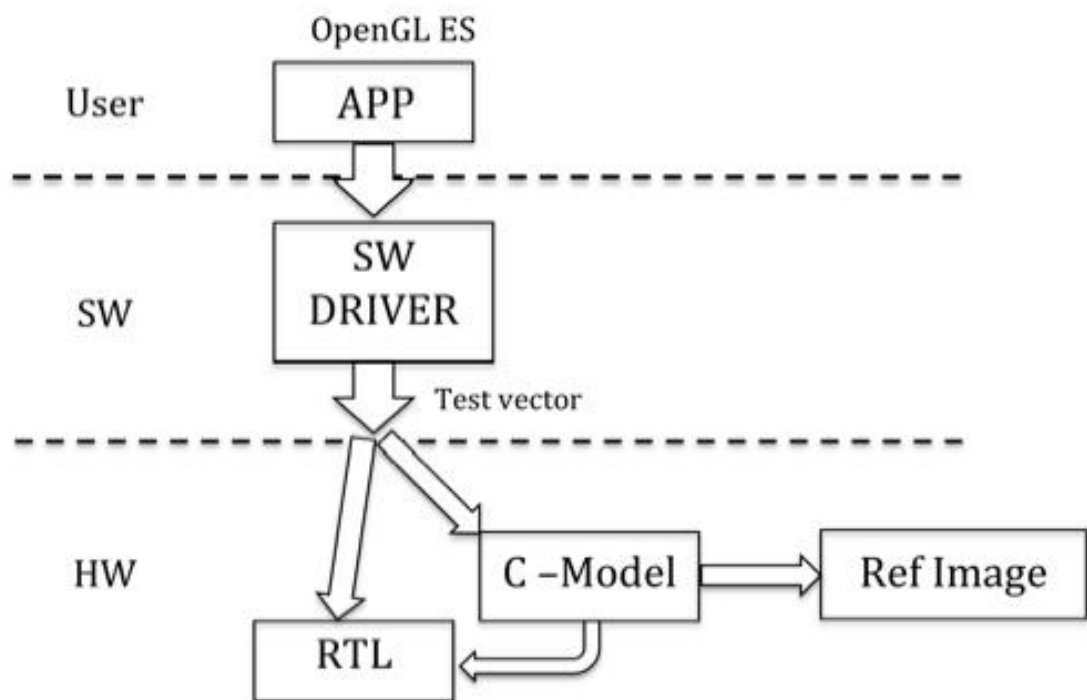 OpenGL ES
User
APP
SW
SW
DRIVER
Test vector
HW
C –Model
Ref Image
RTL